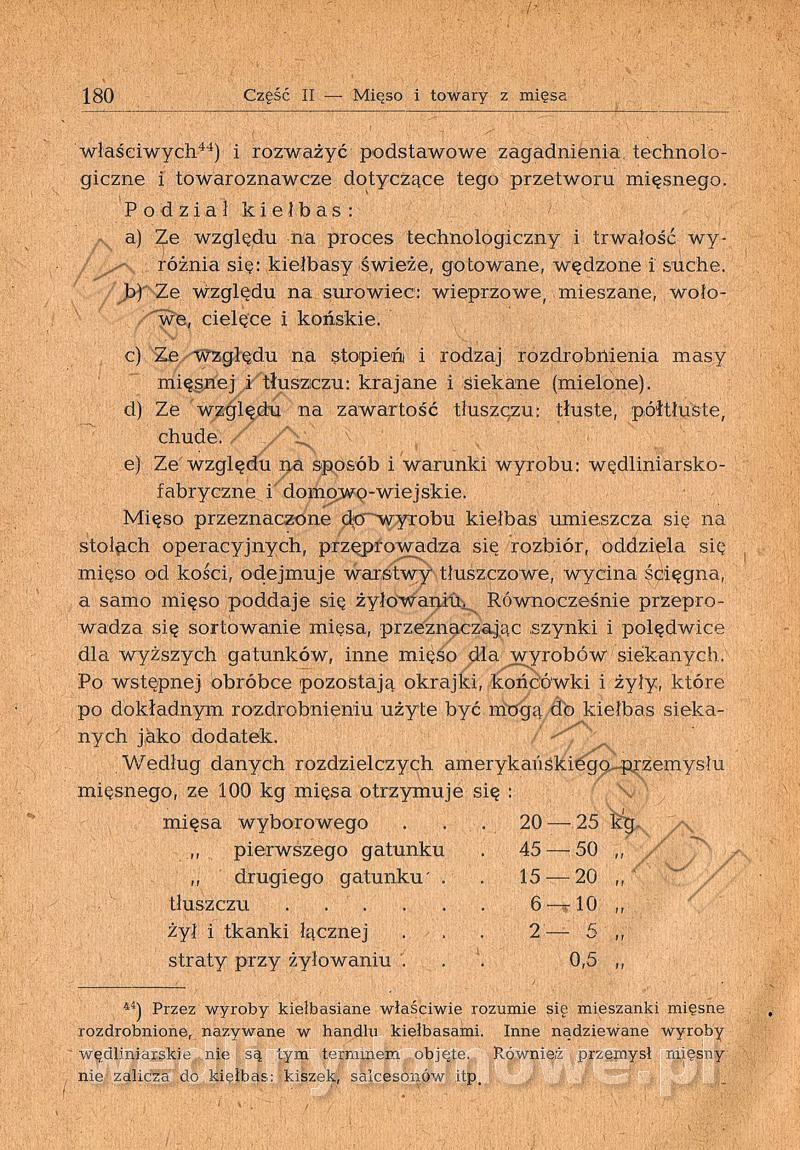 180 Część II — Mięso i towary z mięsa
właściwych⁴⁴) i rozważyć podstawowe zagadnienia technolo-
giczne i towaroznawcze dotyczące tego przetworu mięsnego.
Podział kiełbas:
a) Ze względu na proces technologiczny i trwałość wy-
różnia się: kiełbasy świeże, gotowane, wędzone i suche.
b) Ze względu na surowiec: wieprzowe, mieszane, woło-
we, cielęce i końskie.
c) Ze względu na stopień i rodzaj rozdrobnienia masy
mięsnej i tłuszczu: krajane i siekane (mielone).
d) Ze względu na zawartość tłuszczu: tłuste, półtłuste,
chude.
e) Ze względu na sposób i warunki wyrobu: wędliniarsko-
fabryczne i domowo-wiejskie.
Mięso przeznaczone do wyrobu kiełbas umieszcza się na
stołach operacyjnych, przeprowadza się rozbiór, oddziela się
mięso od kości, odejmuje warstwy tłuszczowe, wycina ścięgna,
a samo mięso poddaje się żyłowaniu. Równocześnie przepro-
wadza się sortowanie mięsa, przeznaczając szynki i polędwice
dla wyższych gatunków, inne mięso dla wyrobów siekanych.
Po wstępnej obróbce pozostają okrajki, końcówki i żyły, które
po dokładnym rozdrobnieniu użyte być mogą do kiełbas sieka-
nych jako dodatek.
Według danych rozdzielczych amerykańskiego przemysłu
mięsnego, ze 100 kg mięsa otrzymuje się :
mięsa wyborowego . . . 20 — 25 kg.
„ pierwszego gatunku . 45 — 50 „
„ drugiego gatunku . . 15 — 20 „
tłuszczu . . . . . . 6 — 10 „
żył i tkanki łącznej . . . 2 — 5 „
straty przy żyłowaniu . . . 0,5 „
⁴⁴) Przez wyroby kiełbasiane właściwie rozumie się mieszanki mięsne
rozdrobnione, nazywane w handlu kiełbasami. Inne nadziewane wyroby
wędliniarskie nie są tym terminem objęte. Również przemysł mięsny
nie zalicza do kiełbas: kiszek, salcesonów itp.